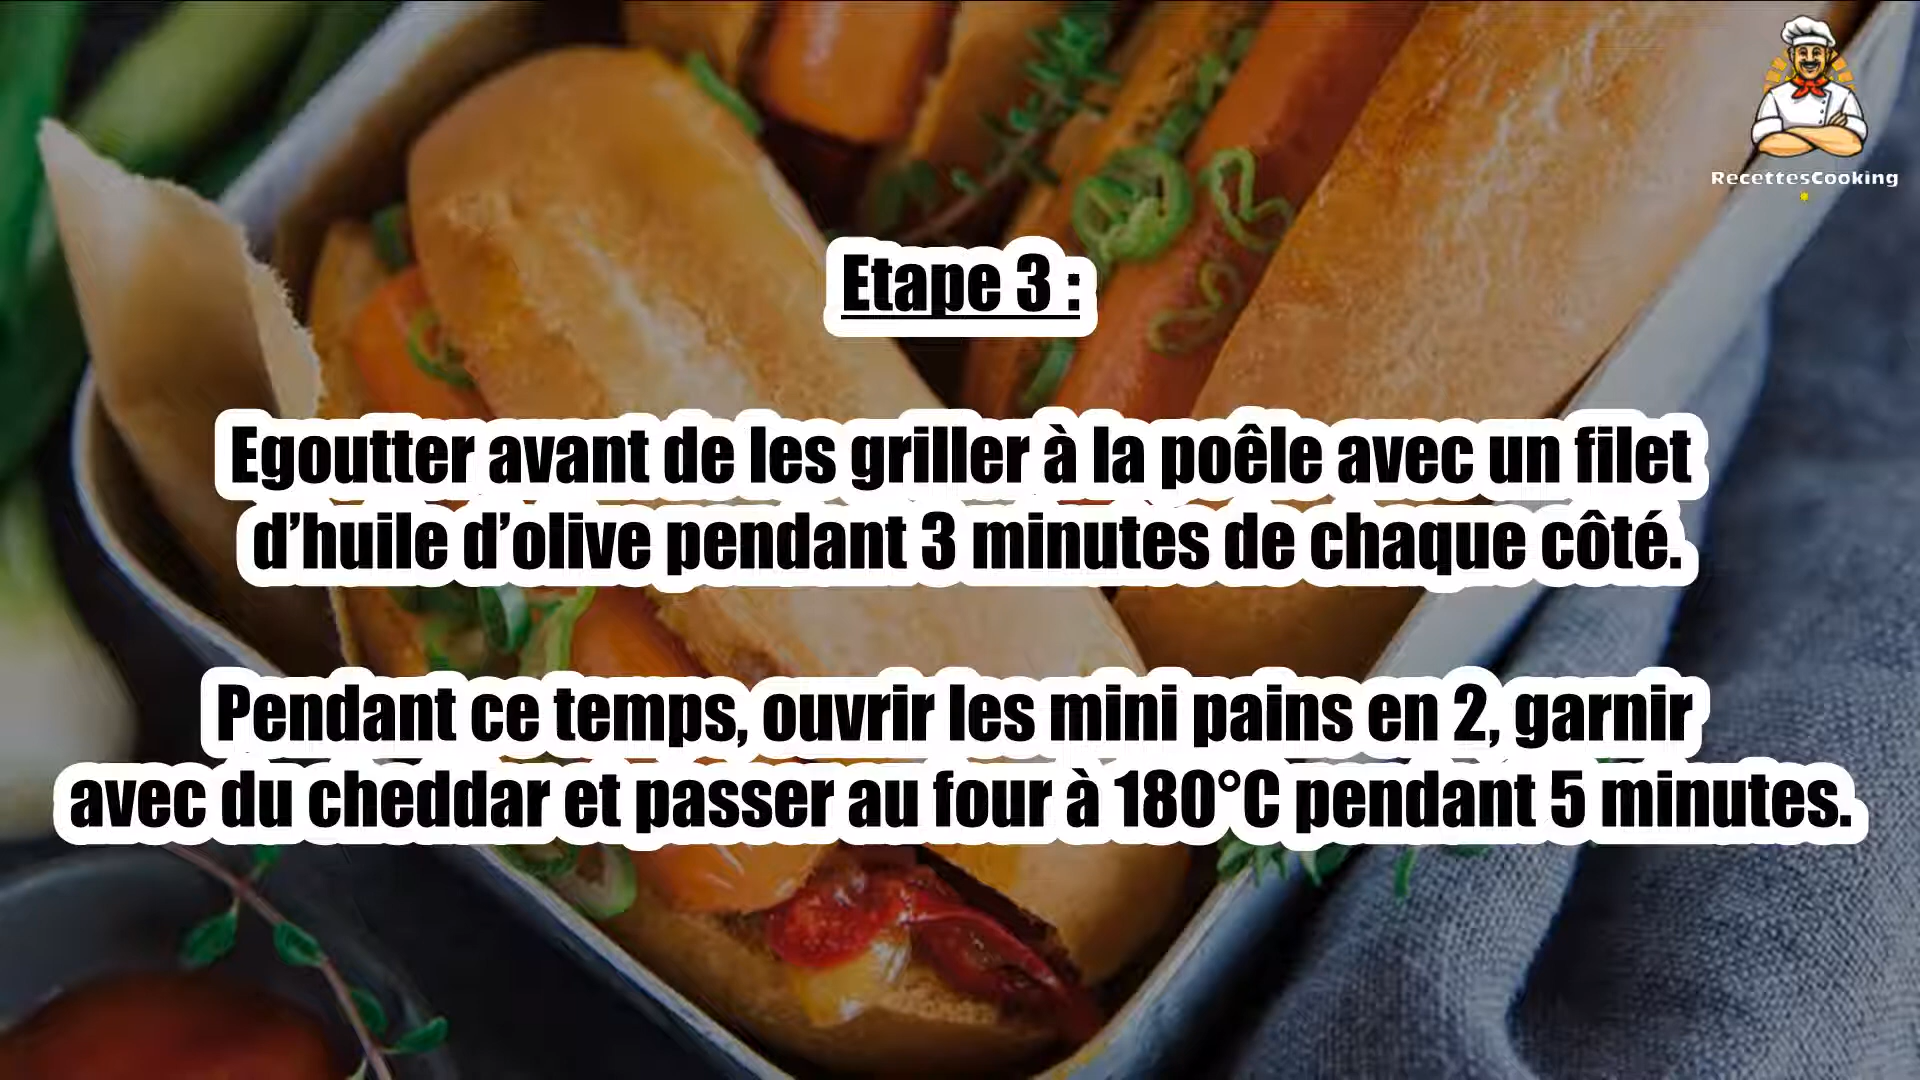 RecettesCooking
Etape 3 :
Egoutter avant de les griller à la poêle avec un filet
d’huile d’olive pendant 3 minutes de chaque côté.
Pendant ce temps, ouvrir les mini pains en 2, garnir
avec du cheddar et passer au four à 180°C pendant 5 minutes.